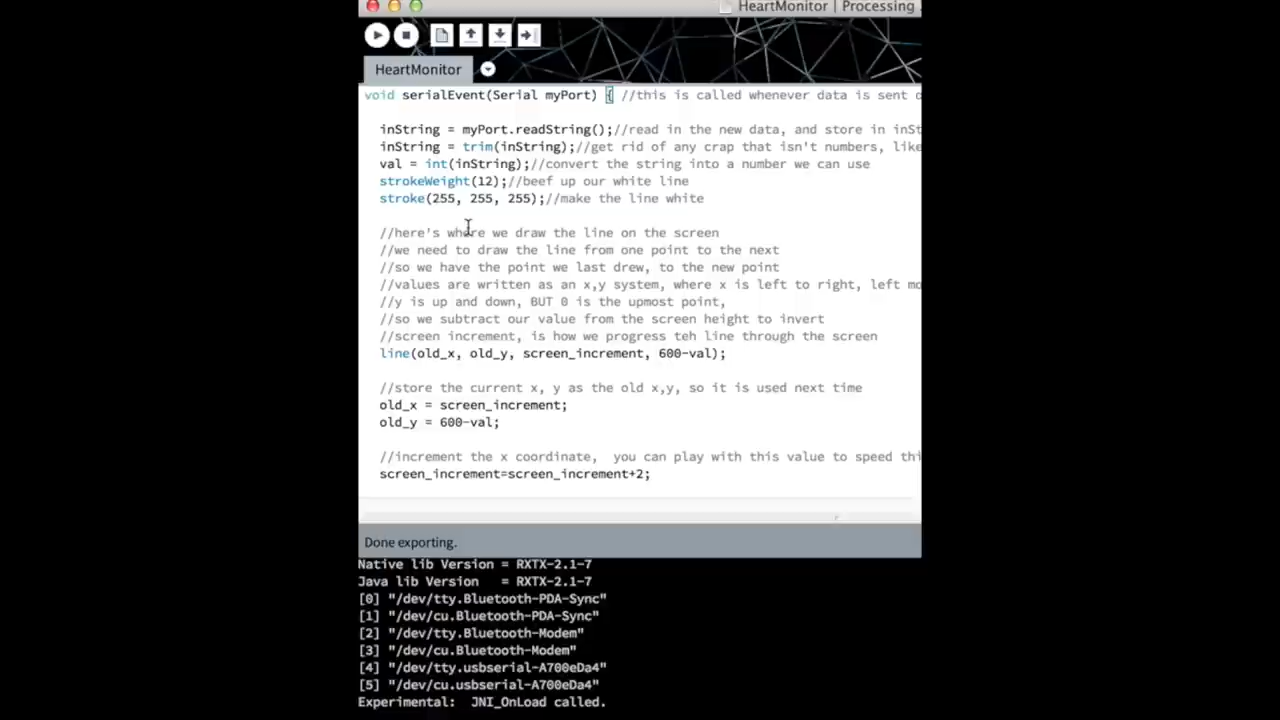 HeartMonitor | Processing
HeartMonitor
void serialEvent(Serial myPort) { //this is called whenever data is sent
inString = myPort.readString();//read in the new data, and store in inSt
inString = trim(inString);//get rid of any crap that isn't numbers, like
val = int(inString);//convert the string into a number we can use
strokeWeight(12);//beef up our white line
stroke(255, 255, 255);//make the line white
//here's where we draw the line on the screen
//we need to draw the line from one point to the next
//so we have the point we last drew, to the new point
//values are written as an x,y system, where x is left to right, left mo
//y is up and down, BUT 0 is the upmost point,
//so we subtract our value from the screen height to invert
//screen increment, is how we progress teh line through the screen
line(old_x, old_y, screen_increment, 600-val);
//store the current x, y as the old x,y, so it is used next time
old_x = screen_increment;
old_y = 600-val;
//increment the x coordinate,  you can play with this value to speed thi
screen_increment=screen_increment+2;
Done exporting.
Native lib Version = RXTX-2.1-7
Java lib Version   = RXTX-2.1-7
[0] "/dev/tty.Bluetooth-PDA-Sync"
[1] "/dev/cu.Bluetooth-PDA-Sync"
[2] "/dev/tty.Bluetooth-Modem"
[3] "/dev/cu.Bluetooth-Modem"
[4] "/dev/tty.usbserial-A700eDa4"
[5] "/dev/cu.usbserial-A700eDa4"
Experimental:  JNI_OnLoad called.